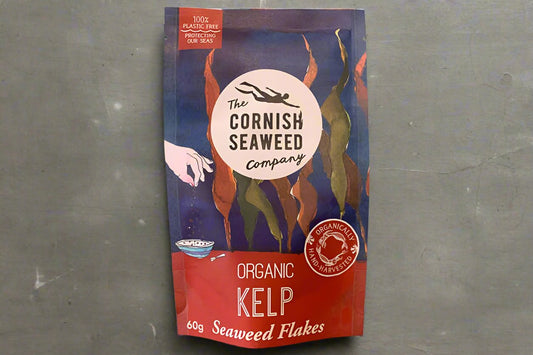 100%
PLASTIC FREE
PROTECTING
OUR SEAS
The
CORNISH
SEAWEED
Company
ORGANICALLY
HAND-HARVESTED
ORGANIC
KELP
60g Seaweed Flakes